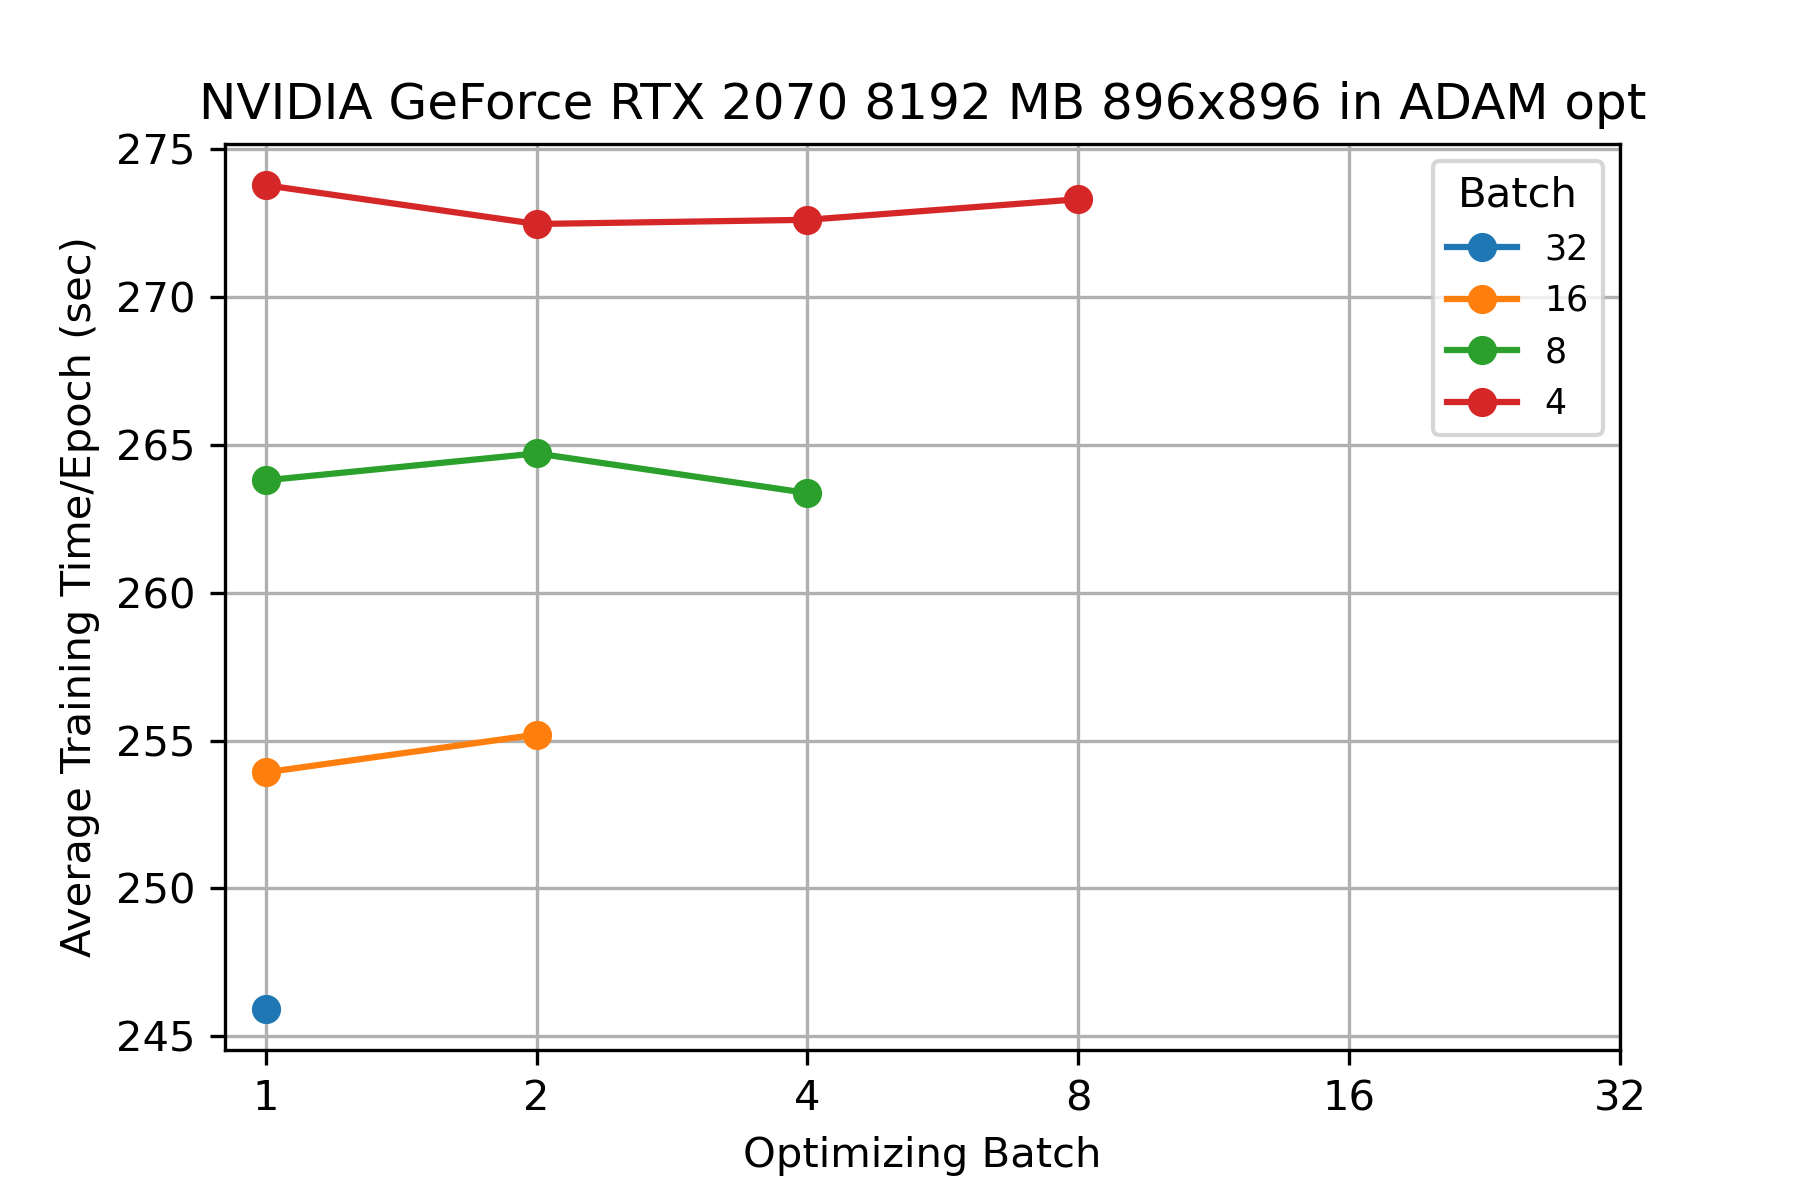 NVIDIA GeForce RTX 2070 8192 MB 896x896 in ADAM opt
Average Training Time/Epoch (sec)
275
270
265
260
255
250
245
1 2 4 8 16 32
Optimizing Batch
Batch
32
16
8
4